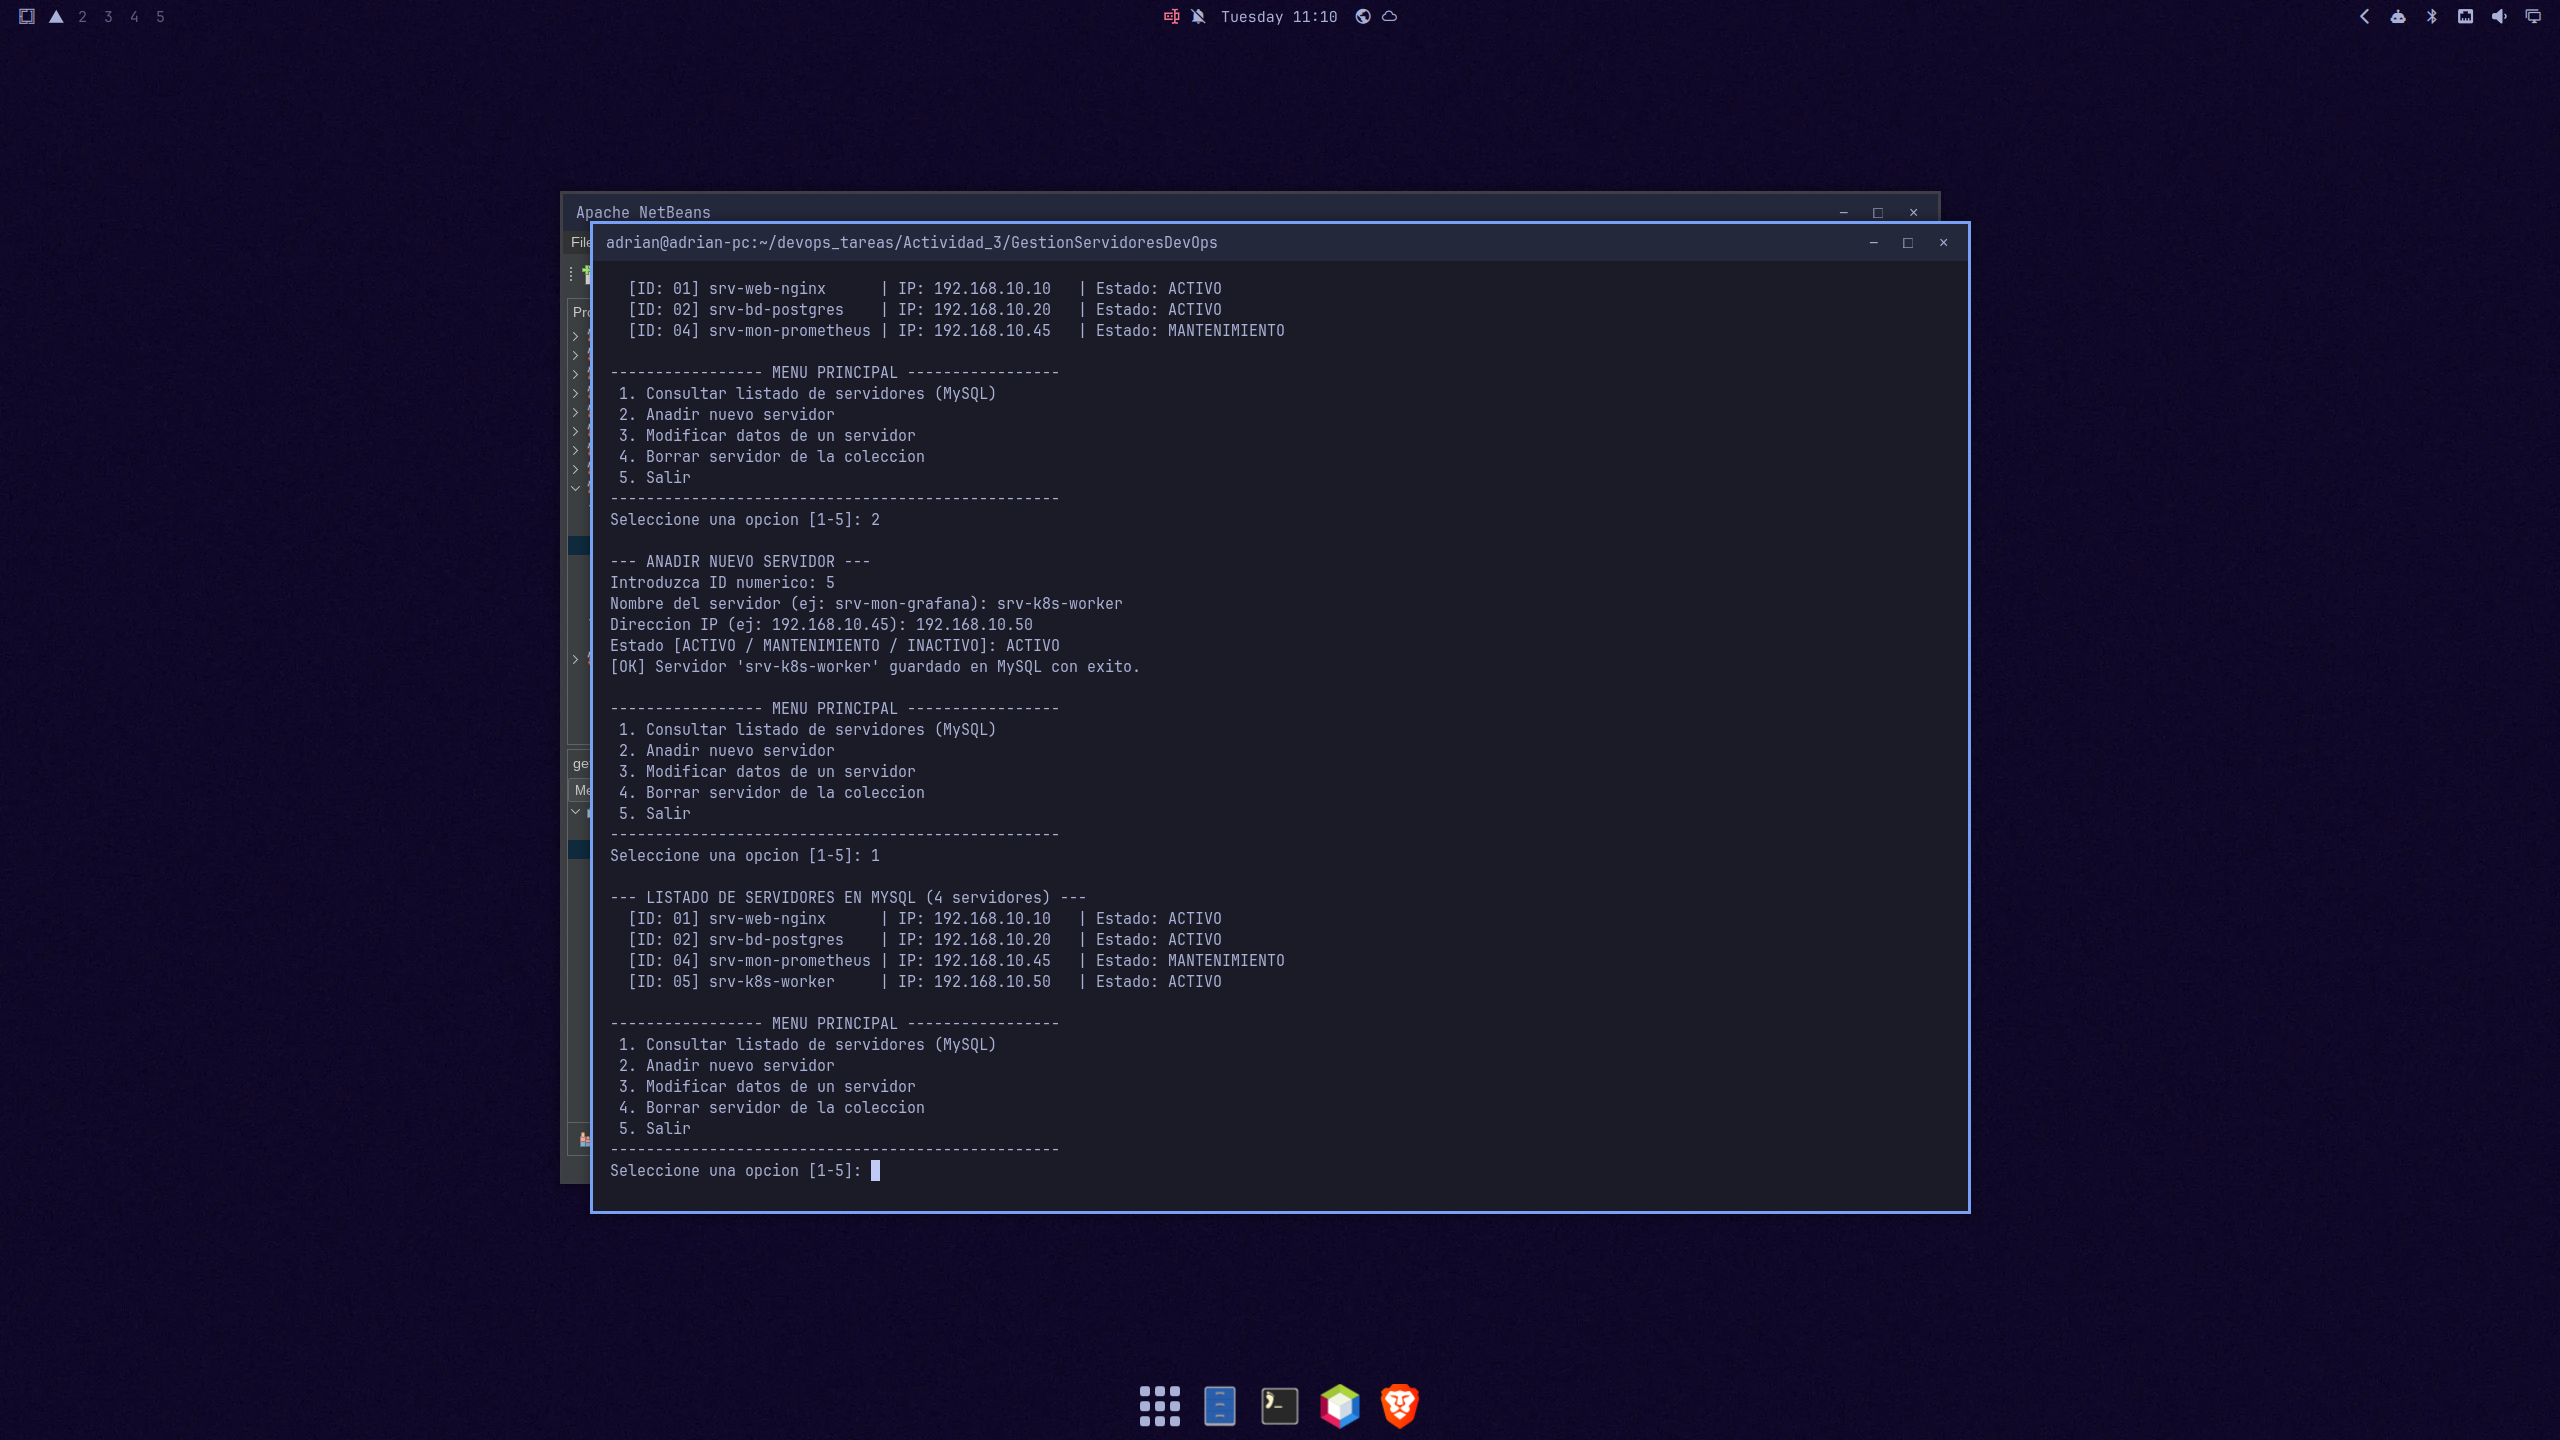 2 3 4 5
Tuesday 11:10
Apache NetBeans
File
adrian@adrian-pc:~/devops_tareas/Actividad_3/GestionServidoresDevOps
[ID: 01] srv-web-nginx      | IP: 192.168.10.10   | Estado: ACTIVO
[ID: 02] srv-bd-postgres    | IP: 192.168.10.20   | Estado: ACTIVO
[ID: 04] srv-mon-prometheus | IP: 192.168.10.45   | Estado: MANTENIMIENTO
----------------- MENU PRINCIPAL -----------------
1. Consultar listado de servidores (MySQL)
2. Anadir nuevo servidor
3. Modificar datos de un servidor
4. Borrar servidor de la coleccion
5. Salir
--------------------------------------------------
Seleccione una opcion [1-5]: 2
--- ANADIR NUEVO SERVIDOR ---
Introduzca ID numerico: 5
Nombre del servidor (ej: srv-mon-grafana): srv-k8s-worker
Direccion IP (ej: 192.168.10.45): 192.168.10.50
Estado [ACTIVO / MANTENIMIENTO / INACTIVO]: ACTIVO
[OK] Servidor 'srv-k8s-worker' guardado en MySQL con exito.
----------------- MENU PRINCIPAL -----------------
1. Consultar listado de servidores (MySQL)
2. Anadir nuevo servidor
3. Modificar datos de un servidor
4. Borrar servidor de la coleccion
5. Salir
--------------------------------------------------
Seleccione una opcion [1-5]: 1
--- LISTADO DE SERVIDORES EN MYSQL (4 servidores) ---
[ID: 01] srv-web-nginx      | IP: 192.168.10.10   | Estado: ACTIVO
[ID: 02] srv-bd-postgres    | IP: 192.168.10.20   | Estado: ACTIVO
[ID: 04] srv-mon-prometheus | IP: 192.168.10.45   | Estado: MANTENIMIENTO
[ID: 05] srv-k8s-worker     | IP: 192.168.10.50   | Estado: ACTIVO
----------------- MENU PRINCIPAL -----------------
1. Consultar listado de servidores (MySQL)
2. Anadir nuevo servidor
3. Modificar datos de un servidor
4. Borrar servidor de la coleccion
5. Salir
--------------------------------------------------
Seleccione una opcion [1-5]: